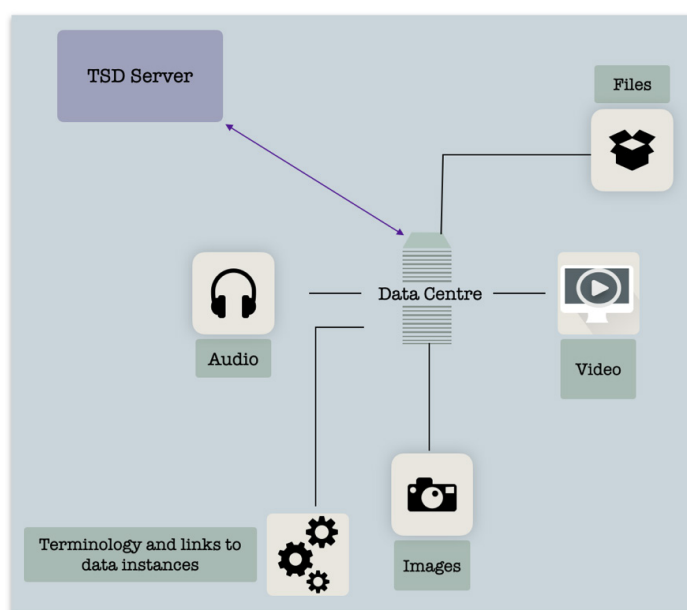 TSD Server
Files
Data Centre
Audio
Video
Terminology and links to
data instances
Images